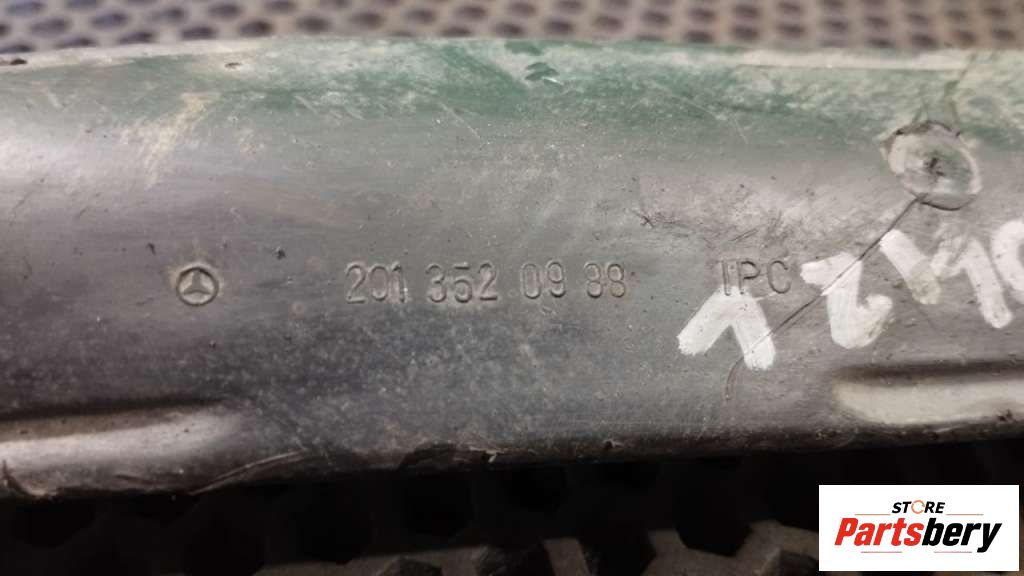 201 352 09 88 IPC
STORE
Partsbery